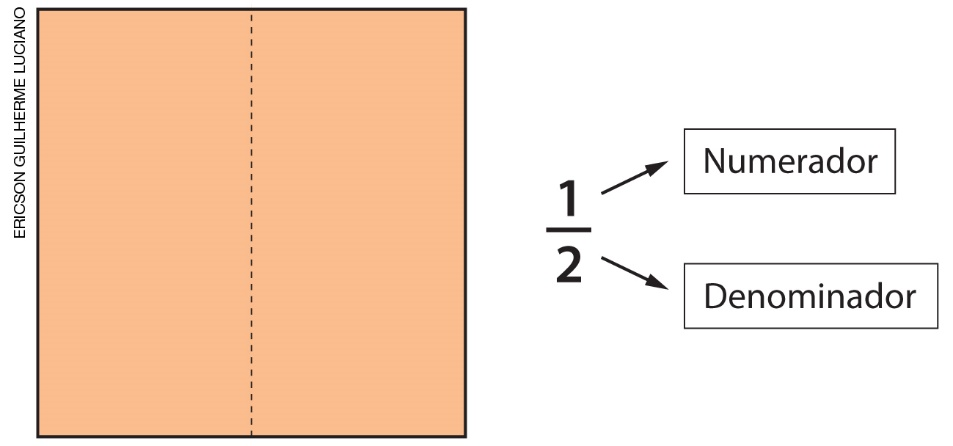 ERICSON GUILHERME LUCIANO
1
2
Numerador
Denominador